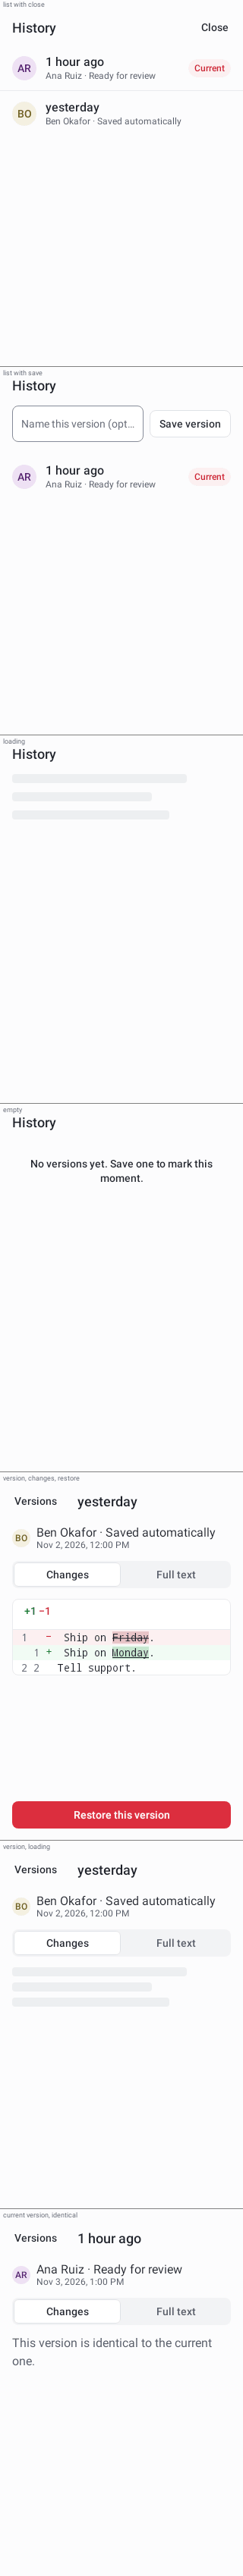 list with close
History
Close
AR
1 hour ago
Current
Ana Ruiz · Ready for review
BO
yesterday
Ben Okafor · Saved automatically
list with save
History
Name this version (opt…
Save version
AR
1 hour ago
Current
Ana Ruiz · Ready for review
loading
History
empty
History
No versions yet. Save one to mark this
moment.
version, changes, restore
Versions
yesterday
BO
Ben Okafor · Saved automatically
Nov 2, 2026, 12:00 PM
Changes
Full text
+1 −1
1 − Ship on Friday.
1 + Ship on Monday.
2 2 Tell support.
Restore this version
version, loading
Versions
yesterday
BO
Ben Okafor · Saved automatically
Nov 2, 2026, 12:00 PM
Changes
Full text
current version, identical
Versions
1 hour ago
AR
Ana Ruiz · Ready for review
Nov 3, 2026, 1:00 PM
Changes
Full text
This version is identical to the current
one.